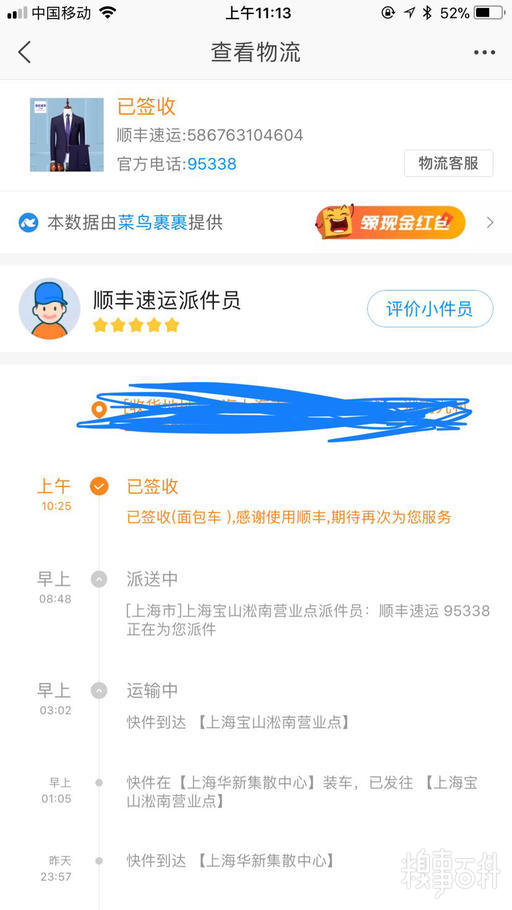 中国移动
上午11:13
52%
查看物流
已签收
顺丰速运:586763104604
官方电话:95338
物流客服
本数据由菜鸟裹裹提供
领现金红包
顺丰速运派件员
评价小件员
上午
已签收
10:25
已签收(面包车 ),感谢使用顺丰,期待再次为您服务
早上
派送中
08:48
[上海市]上海宝山淞南营业点派件员：顺丰速运 95338
正在为您派件
早上
运输中
03:02
快件到达 【上海宝山淞南营业点】
早上
快件在【上海华新集散中心】装车，已发往 【上海宝
01:05
山淞南营业点】
昨天
快件到达 【上海华新集散中心】
23:57
糗事百科